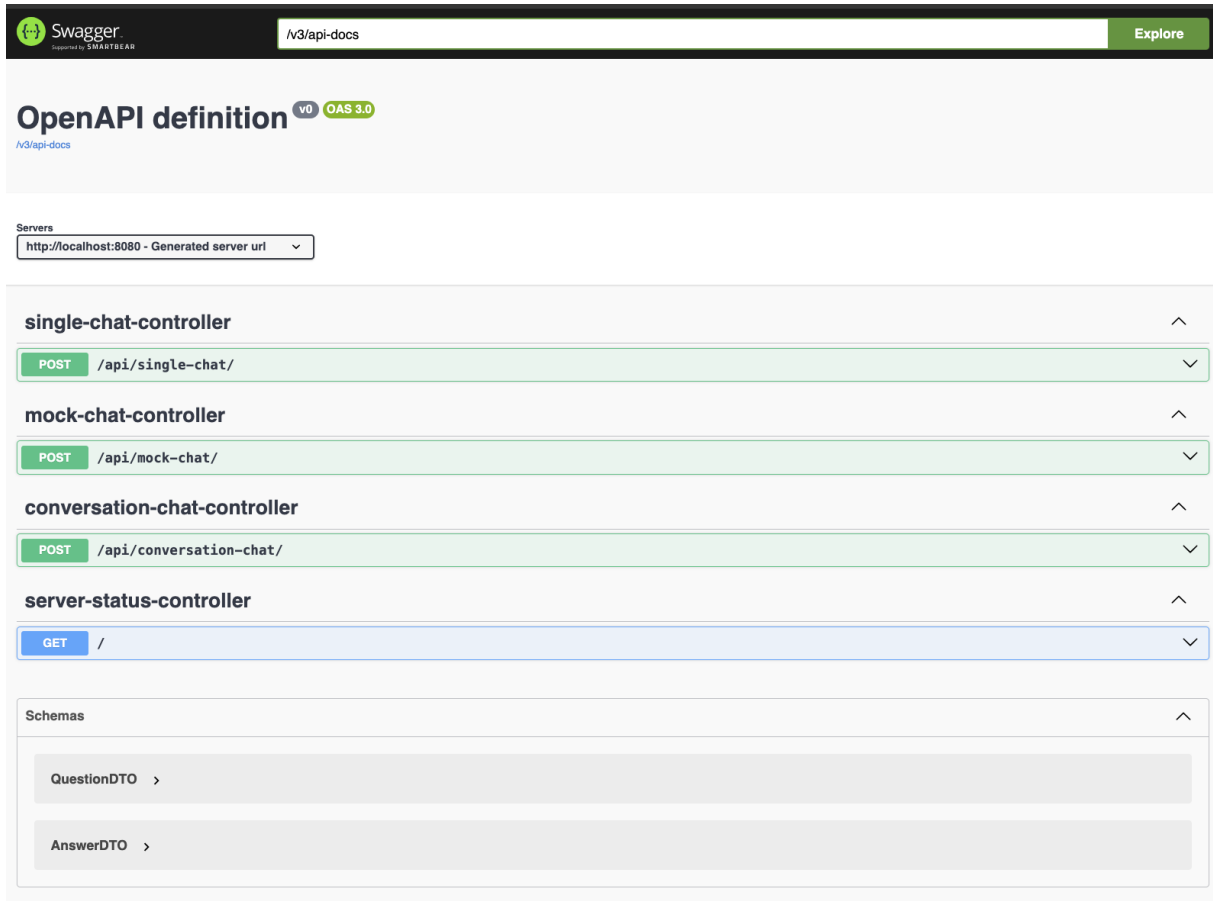 Swagger.
Supported by SMARTBEAR
/v3/api-docs
Explore
OpenAPI definition v0 OAS 3.0
/v3/api-docs
Servers
http://localhost:8080 - Generated server url
single-chat-controller
POST /api/single-chat/
mock-chat-controller
POST /api/mock-chat/
conversation-chat-controller
POST /api/conversation-chat/
server-status-controller
GET /
Schemas
QuestionDTO
AnswerDTO